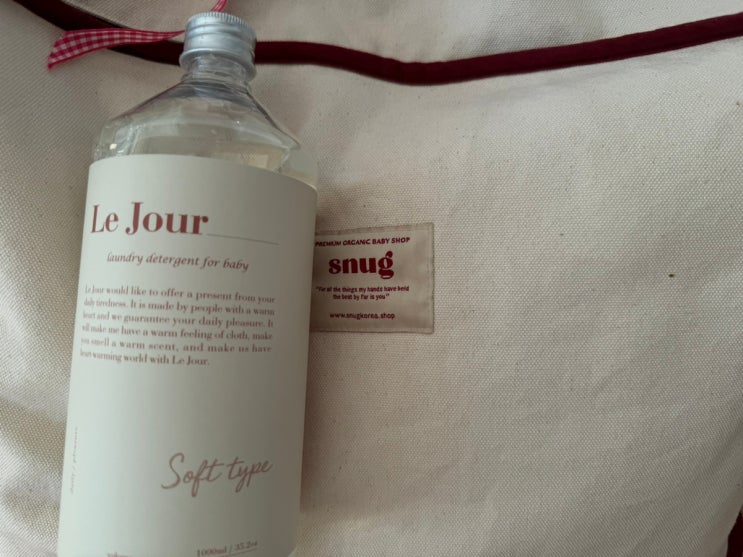 Le Jour
laundry detergent for baby
Le Jour would like to offer a present from your
daily tiredness. It is made by people with a warm
heart and we guarantee your daily pleasure. It
will make me have a warm feeling of cloth, make
you smell a warm scent, and make us have
heart-warming world with Le Jour.
Soft type
1000ml / 35.2oz
PREMIUM ORGANIC BABY SHOP
snug
"For all the things my hands have held
the best by far is you"
www.snugkorea.shop